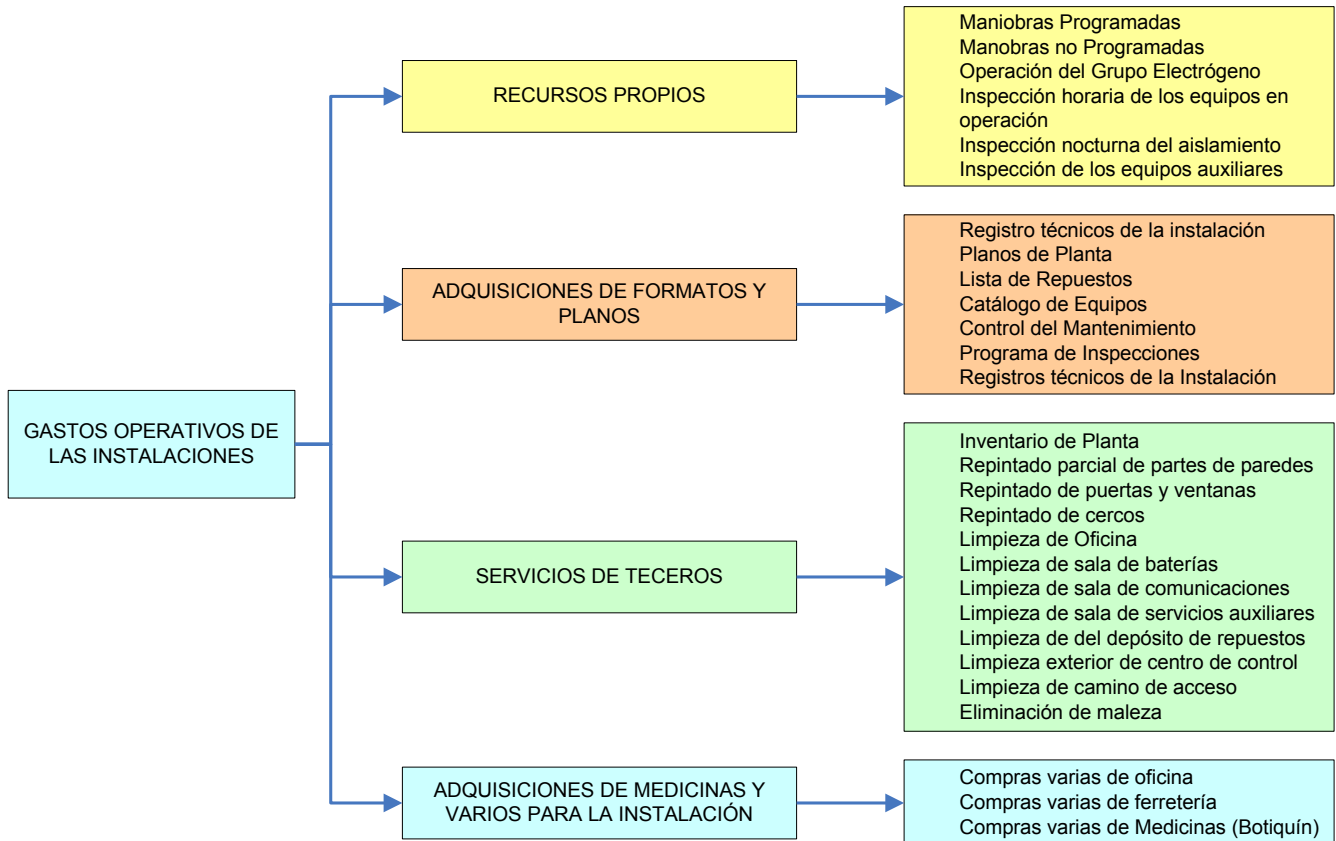 GASTOS OPERATIVOS DE
LAS INSTALACIONES
RECURSOS PROPIOS
Maniobras Programadas
Manobras no Programadas
Operación del Grupo Electrógeno
Inspección horaria de los equipos en
operación
Inspección nocturna del aislamiento
Inspección de los equipos auxiliares
ADQUISICIONES DE FORMATOS Y
PLANOS
Registro técnicos de la instalación
Planos de Planta
Lista de Repuestos
Catálogo de Equipos
Control del Mantenimiento
Programa de Inspecciones
Registros técnicos de la Instalación
SERVICIOS DE TECEROS
Inventario de Planta
Repintado parcial de partes de paredes
Repintado de puertas y ventanas
Repintado de cercos
Limpieza de Oficina
Limpieza de sala de baterías
Limpieza de sala de comunicaciones
Limpieza de sala de servicios auxiliares
Limpieza de del depósito de repuestos
Limpieza exterior de centro de control
Limpieza de camino de acceso
Eliminación de maleza
ADQUISICIONES DE MEDICINAS Y
VARIOS PARA LA INSTALACIÓN
Compras varias de oficina
Compras varias de ferretería
Compras varias de Medicinas (Botiquín)